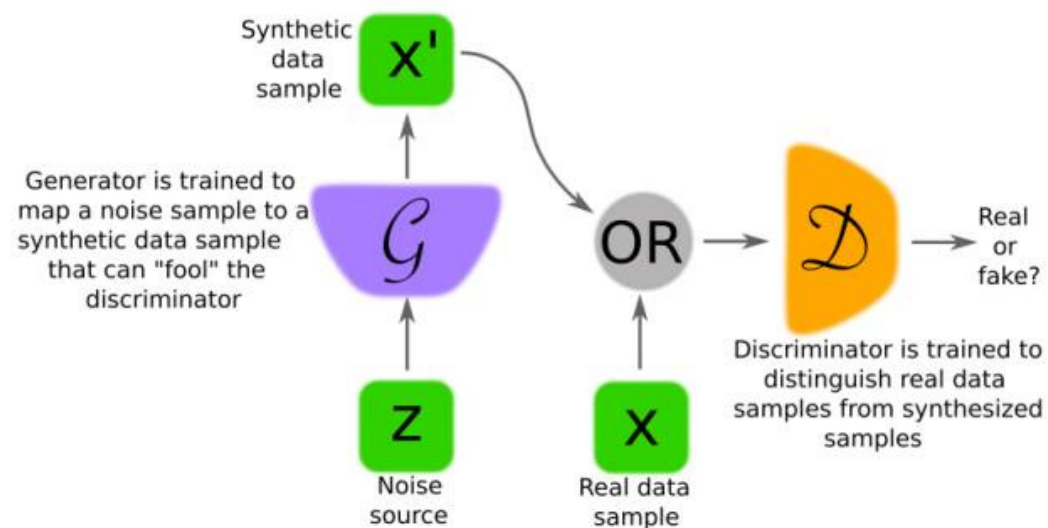 Synthetic
data
sample
x'
Generator is trained to
map a noise sample to a
synthetic data sample
that can "fool" the
discriminator
G
z
Noise
source
OR
x
Real data
sample
D
Real
or
fake?
Discriminator is trained to
distinguish real data
samples from synthesized
samples